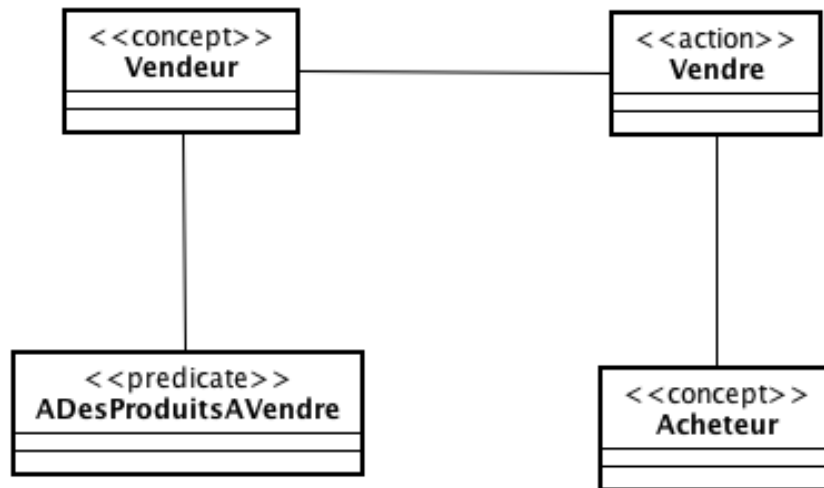 <<concept>>
Vendeur
<<action>>
Vendre
<<predicate>>
ADesProduitsAVendre
<<concept>>
Acheteur